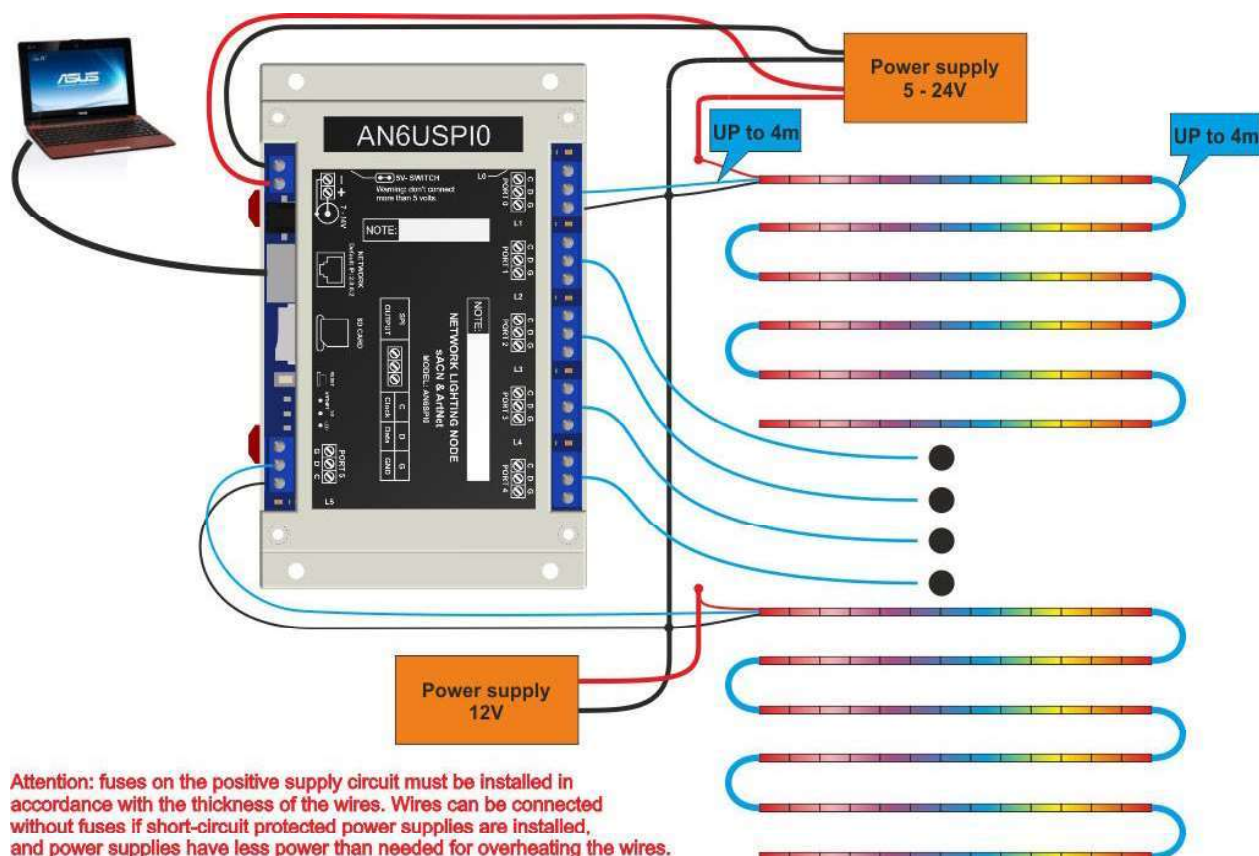 ASUS
Power supply
5 - 24V
AN6USPI0
UP to 4m
UP to 4m
5V- SWITCH
Warning: don't connect
more than 5 volts.
L0
C
D
G
PORT 0
NOTE:
L1
C
D
G
PORT 1
NETWORK
L2
C
D
G
PORT 2
SD CARD
SPI
OUTPUT
C
D
G
Clock
Data
GND
NETWORK LIGHTING NODE
sACN & ArtNet
MODEL: AN6SPI0
NOTE:
L3
C
D
G
PORT 3
L4
C
D
G
PORT 4
PORT 5
G D C
L5
Power supply
12V
Attention: fuses on the positive supply circuit must be installed in
accordance with the thickness of the wires. Wires can be connected
without fuses if short-circuit protected power supplies are installed,
and power supplies have less power than needed for overheating the wires.